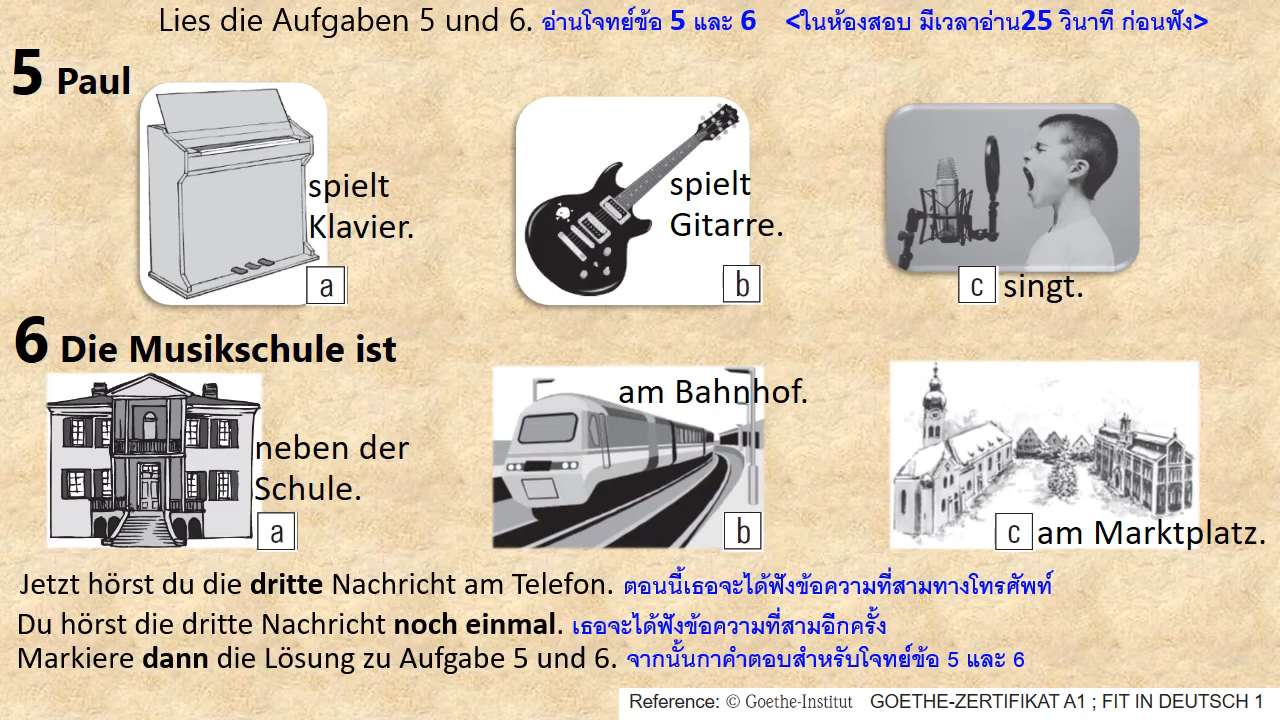 Lies die Aufgaben 5 und 6. อ่านโจทย์ข้อ 5 และ 6 <ในห้องสอบ มีเวลาอ่าน25 วินาที ก่อนฟัง>
5 Paul
spielt
Klavier.
a
spielt
Gitarre.
b
c singt.
6 Die Musikschule ist
neben der
Schule.
a
am Bahnhof.
b
c am Marktplatz.
Jetzt hörst du die dritte Nachricht am Telefon. ตอนนี้เธอจะได้ฟังข้อความที่สามทางโทรศัพท์
Du hörst die dritte Nachricht noch einmal. เธอจะได้ฟังข้อความที่สามอีกครั้ง
Markiere dann die Lösung zu Aufgabe 5 und 6. จากนั้นกาคำตอบสำหรับโจทย์ข้อ 5 และ 6
Reference: © Goethe-Institut GOETHE-ZERTIFIKAT A1 ; FIT IN DEUTSCH 1